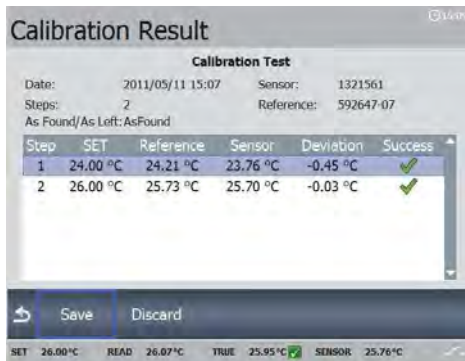 Calibration Result
Calibration Test
Date: 2011/05/11 15:07 Sensor: 1321561
Steps: 2 Reference: 592647-07
As Found/As Left: AsFound
Step SET Reference Sensor Deviation Success
1 24.00 °C 24.21 °C 23.76 °C -0.45 °C
2 26.00 °C 25.73 °C 25.70 °C -0.03 °C
Save Discard
SET 26.00°C READ 26.07°C TRUE 25.95°C SENSOR 25.76°C